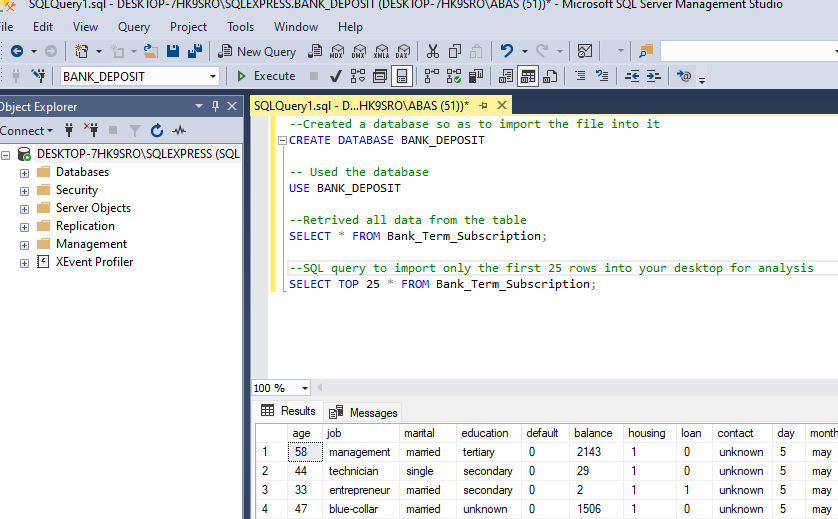 SQLQuery1.sql - DESKTOP-7HK9SRO\SQLEXPRESS.BANK_DEPOSIT (DESKTOP-7HK9SRO\ABAS (51))* - Microsoft SQL Server Management Studio
File Edit View Query Project Tools Window Help
New Query MDX DMX XMLA DAX
BANK_DEPOSIT Execute
Object Explorer
Connect
DESKTOP-7HK9SRO\SQLEXPRESS (SQL
Databases
Security
Server Objects
Replication
Management
XEvent Profiler
SQLQuery1.sql - D...HK9SRO\ABAS (51))*
--Created a database so as to import the file into it
CREATE DATABASE BANK_DEPOSIT
-- Used the database
USE BANK_DEPOSIT
--Retrived all data from the table
SELECT * FROM Bank_Term_Subscription;
--SQL query to import only the first 25 rows into your desktop for analysis
SELECT TOP 25 * FROM Bank_Term_Subscription;
100 %
Results Messages
age job marital education default balance housing loan contact day month
1 58 management married tertiary 0 2143 1 0 unknown 5 may
2 44 technician single secondary 0 29 1 0 unknown 5 may
3 33 entrepreneur married secondary 0 2 1 1 unknown 5 may
4 47 blue-collar married unknown 0 1506 1 0 unknown 5 may